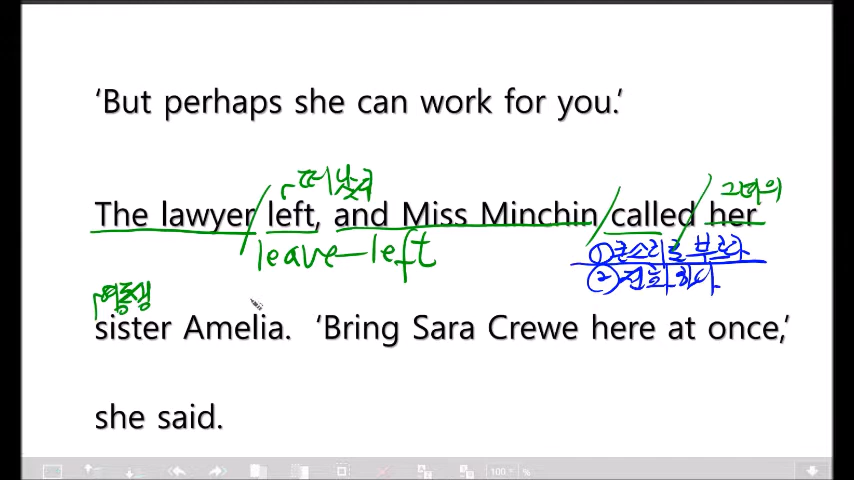 ‘But perhaps she can work for you.’
떠났다
그녀의
The lawyer left, and Miss Minchin called her
leave-left
①큰소리로 부르다
②전화하다
여동생
sister Amelia. ‘Bring Sara Crewe here at once,’
she said.
100 %